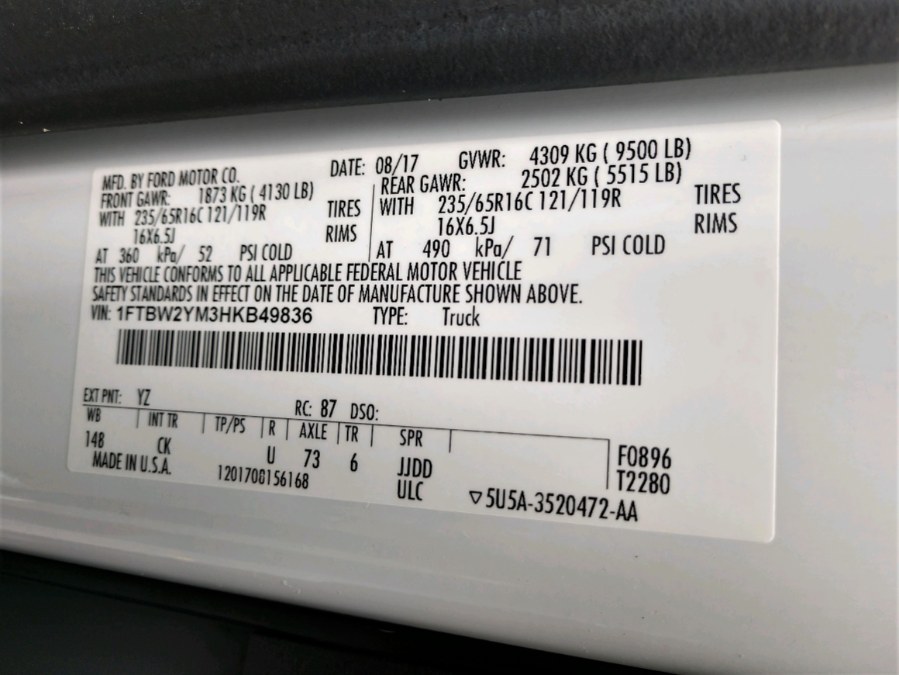 MFD. BY FORD MOTOR CO.
DATE: 08/17 GVWR: 4309 KG ( 9500 LB)
FRONT GAWR: 1873 KG ( 4130 LB)
REAR GAWR: 2502 KG ( 5515 LB)
WITH 235/65R16C 121/119R TIRES
WITH 235/65R16C 121/119R TIRES
16X6.5J RIMS
16X6.5J RIMS
AT 360 kPa/ 52 PSI COLD
AT 490 kPa/ 71 PSI COLD
THIS VEHICLE CONFORMS TO ALL APPLICABLE FEDERAL MOTOR VEHICLE
SAFETY STANDARDS IN EFFECT ON THE DATE OF MANUFACTURE SHOWN ABOVE.
VIN: 1FTBW2YM3HKB49836 TYPE: Truck
EXT PNT: YZ RC: 87 DSO:
WB INT TR TP/PS R AXLE TR SPR
148 CK U 73 6 JJDD F0896
MADE IN U.S.A. 1201700156168 ULC T2280
▽5U5A-3520472-AA